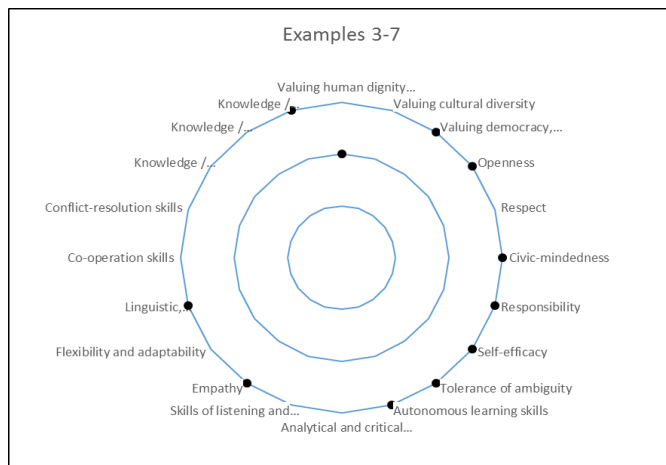 Examples 3-7
Valuing human dignity...
Valuing cultural diversity
Valuing democracy,...
Openness
Respect
Civic-mindedness
Responsibility
Self-efficacy
Tolerance of ambiguity
Autonomous learning skills
Analytical and critical...
Skills of listening and...
Empathy
Flexibility and adaptability
Linguistic,...
Co-operation skills
Conflict-resolution skills
Knowledge /...
Knowledge /...
Knowledge /...